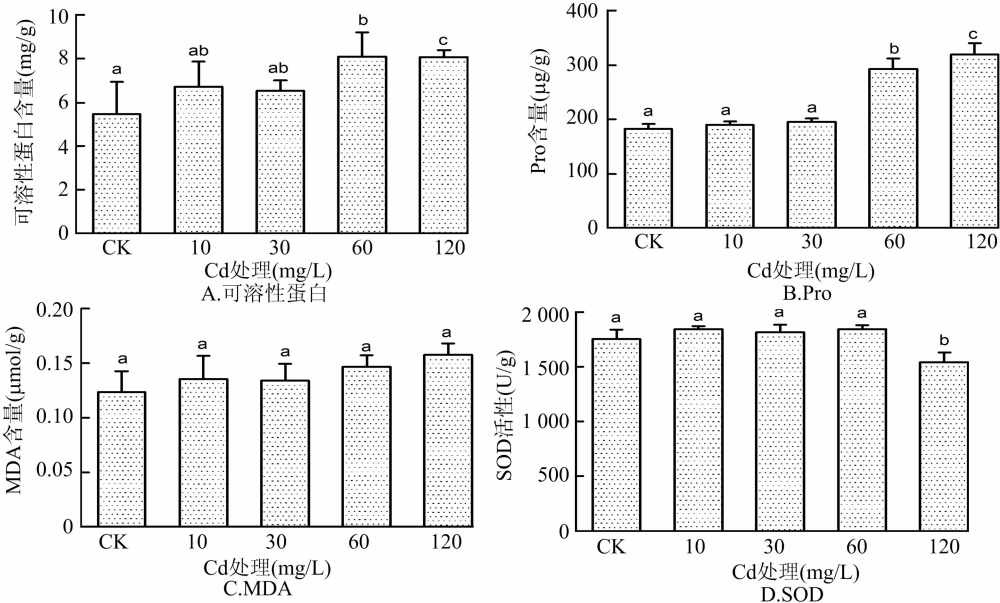 可溶性蛋白含量(mg/g)
10
8
6
4
2
0
a
ab
ab
b
c
CK
10
30
60
120
Cd处理(mg/L)
A.可溶性蛋白
Pro含量(μg/g)
400
300
200
100
0
a
a
a
b
c
CK
10
30
60
120
Cd处理(mg/L)
B.Pro
MDA含量(μmol/g)
0.20
0.15
0.10
0.05
0
a
a
a
a
a
CK
10
30
60
120
Cd处理(mg/L)
C.MDA
SOD活性(U/g)
2 000
1 500
1 000
500
0
a
a
a
a
b
CK
10
30
60
120
Cd处理(mg/L)
D.SOD